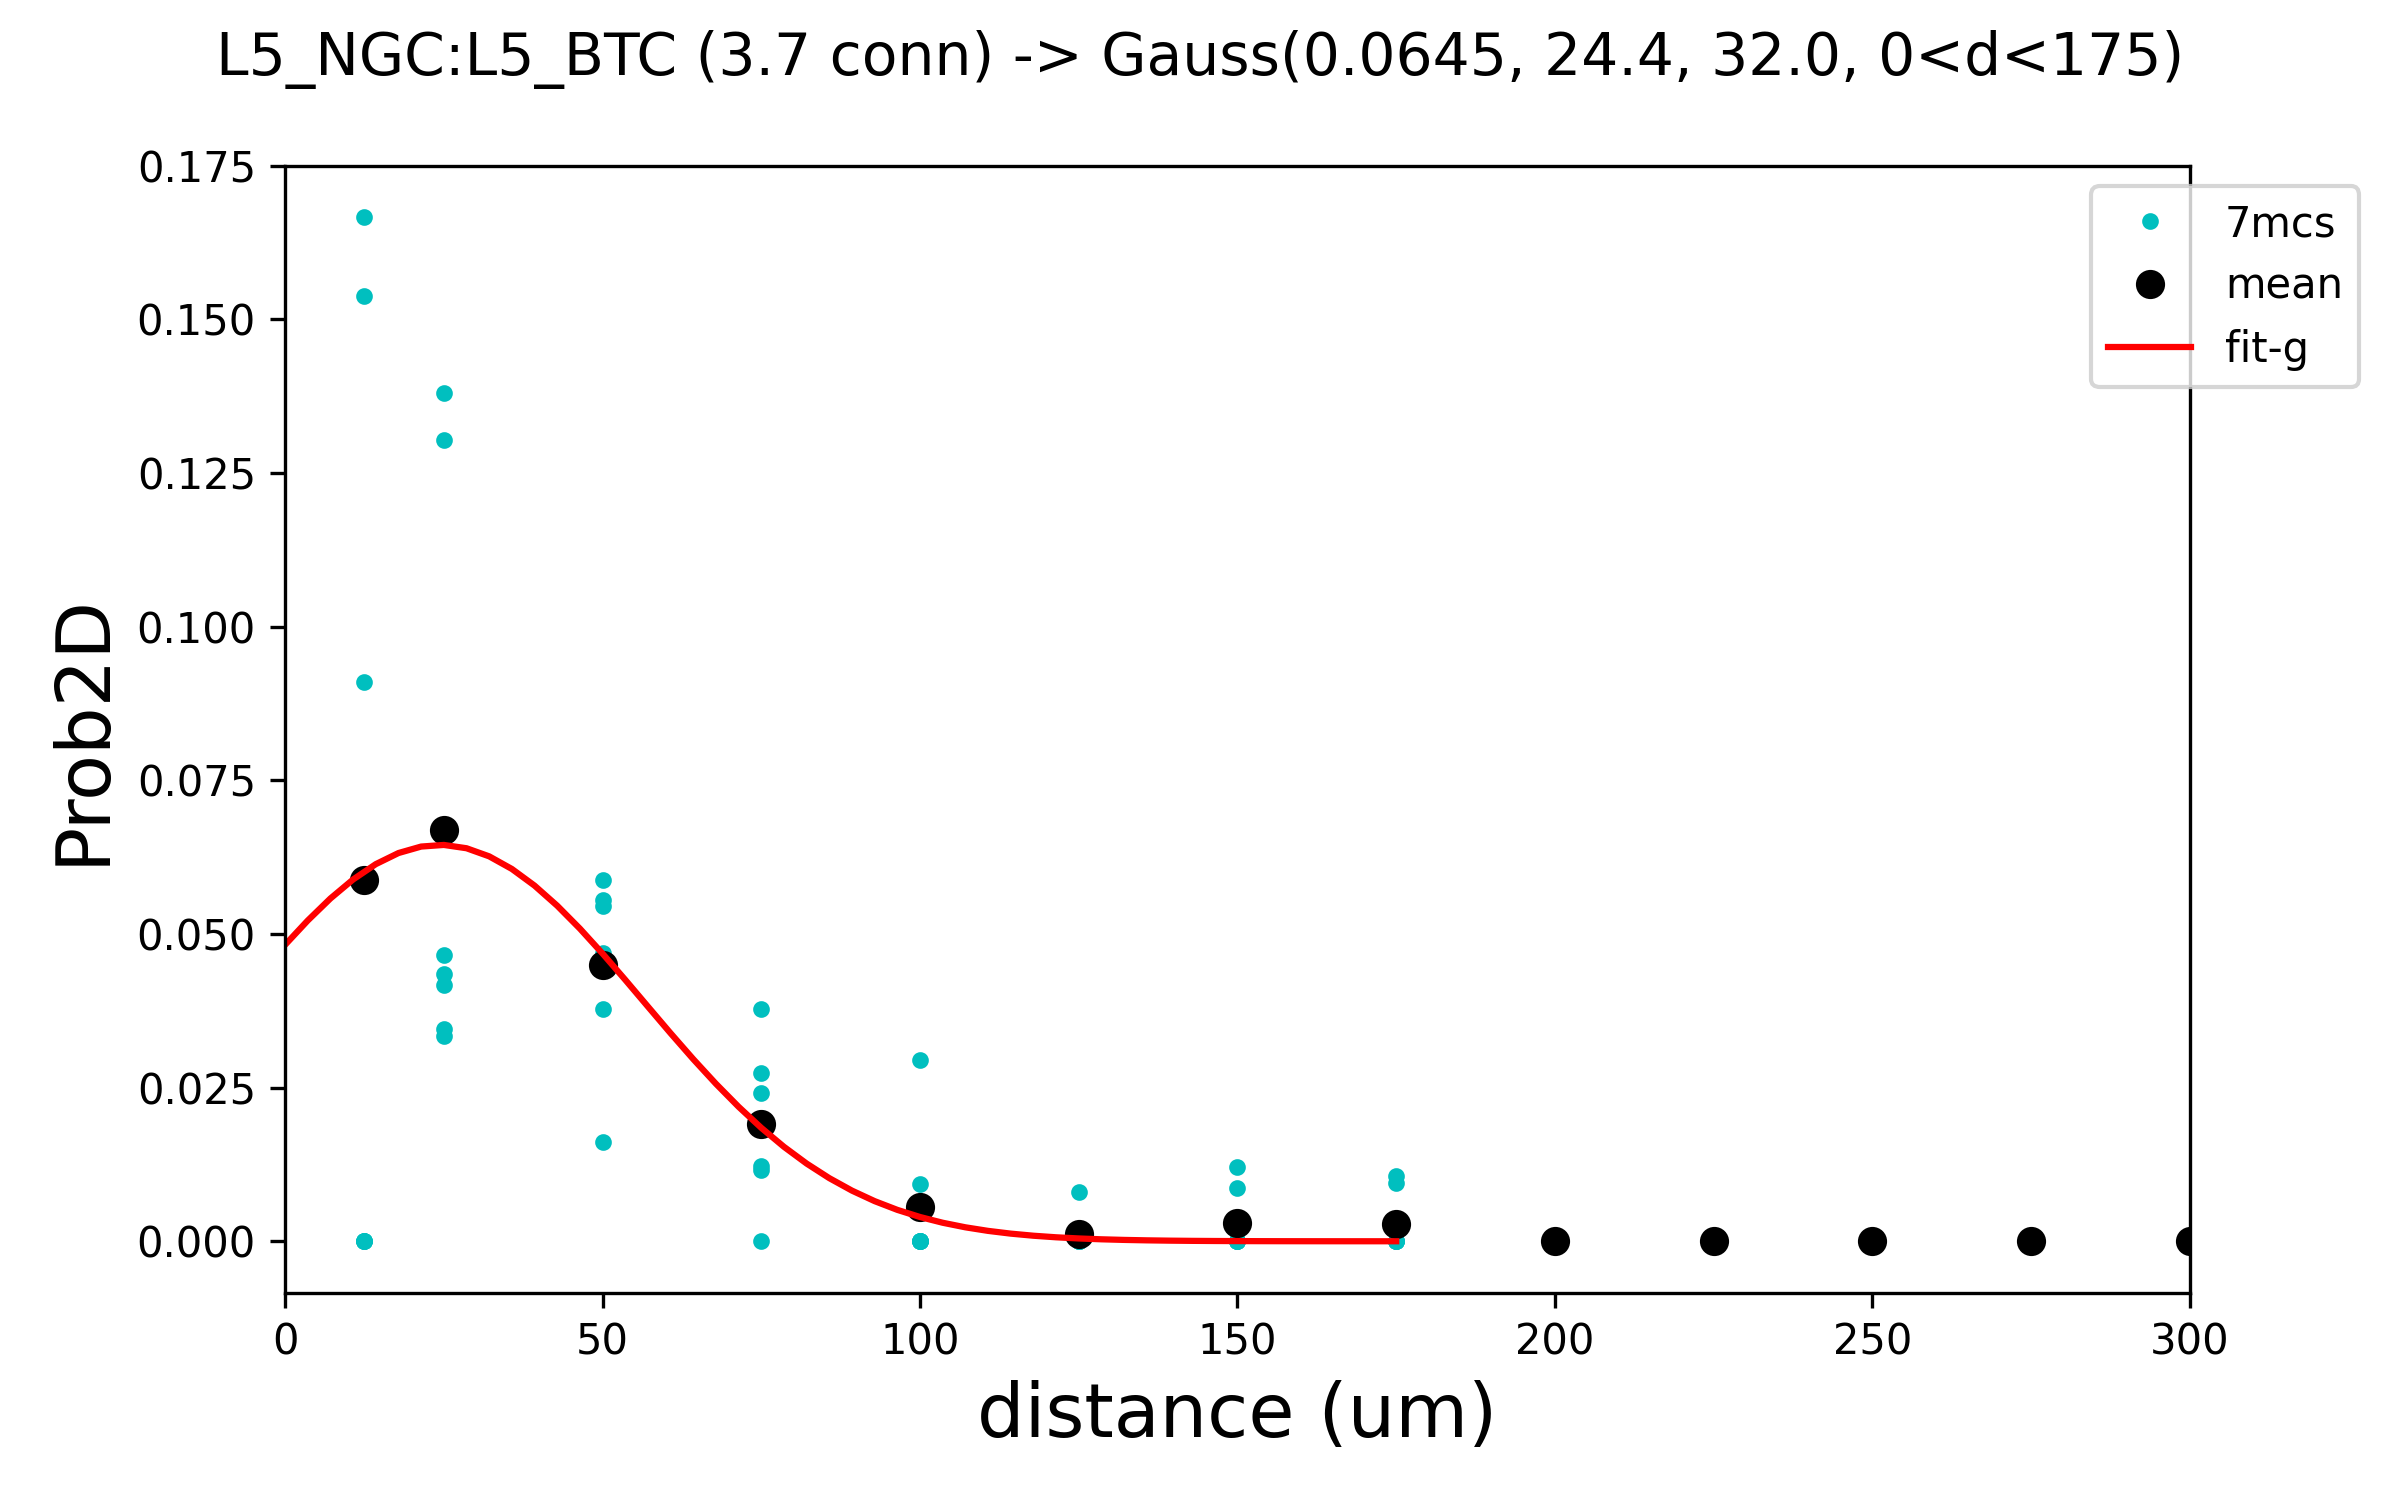 L5_NGC:L5_BTC (3.7 conn) -> Gauss(0.0645, 24.4, 32.0, 0<d<175)
0.175
0.150
0.125
0.100
0.075
0.050
0.025
0.000
Prob2D
7mcs
mean
fit-g
0 50 100 150 200 250 300
distance (um)